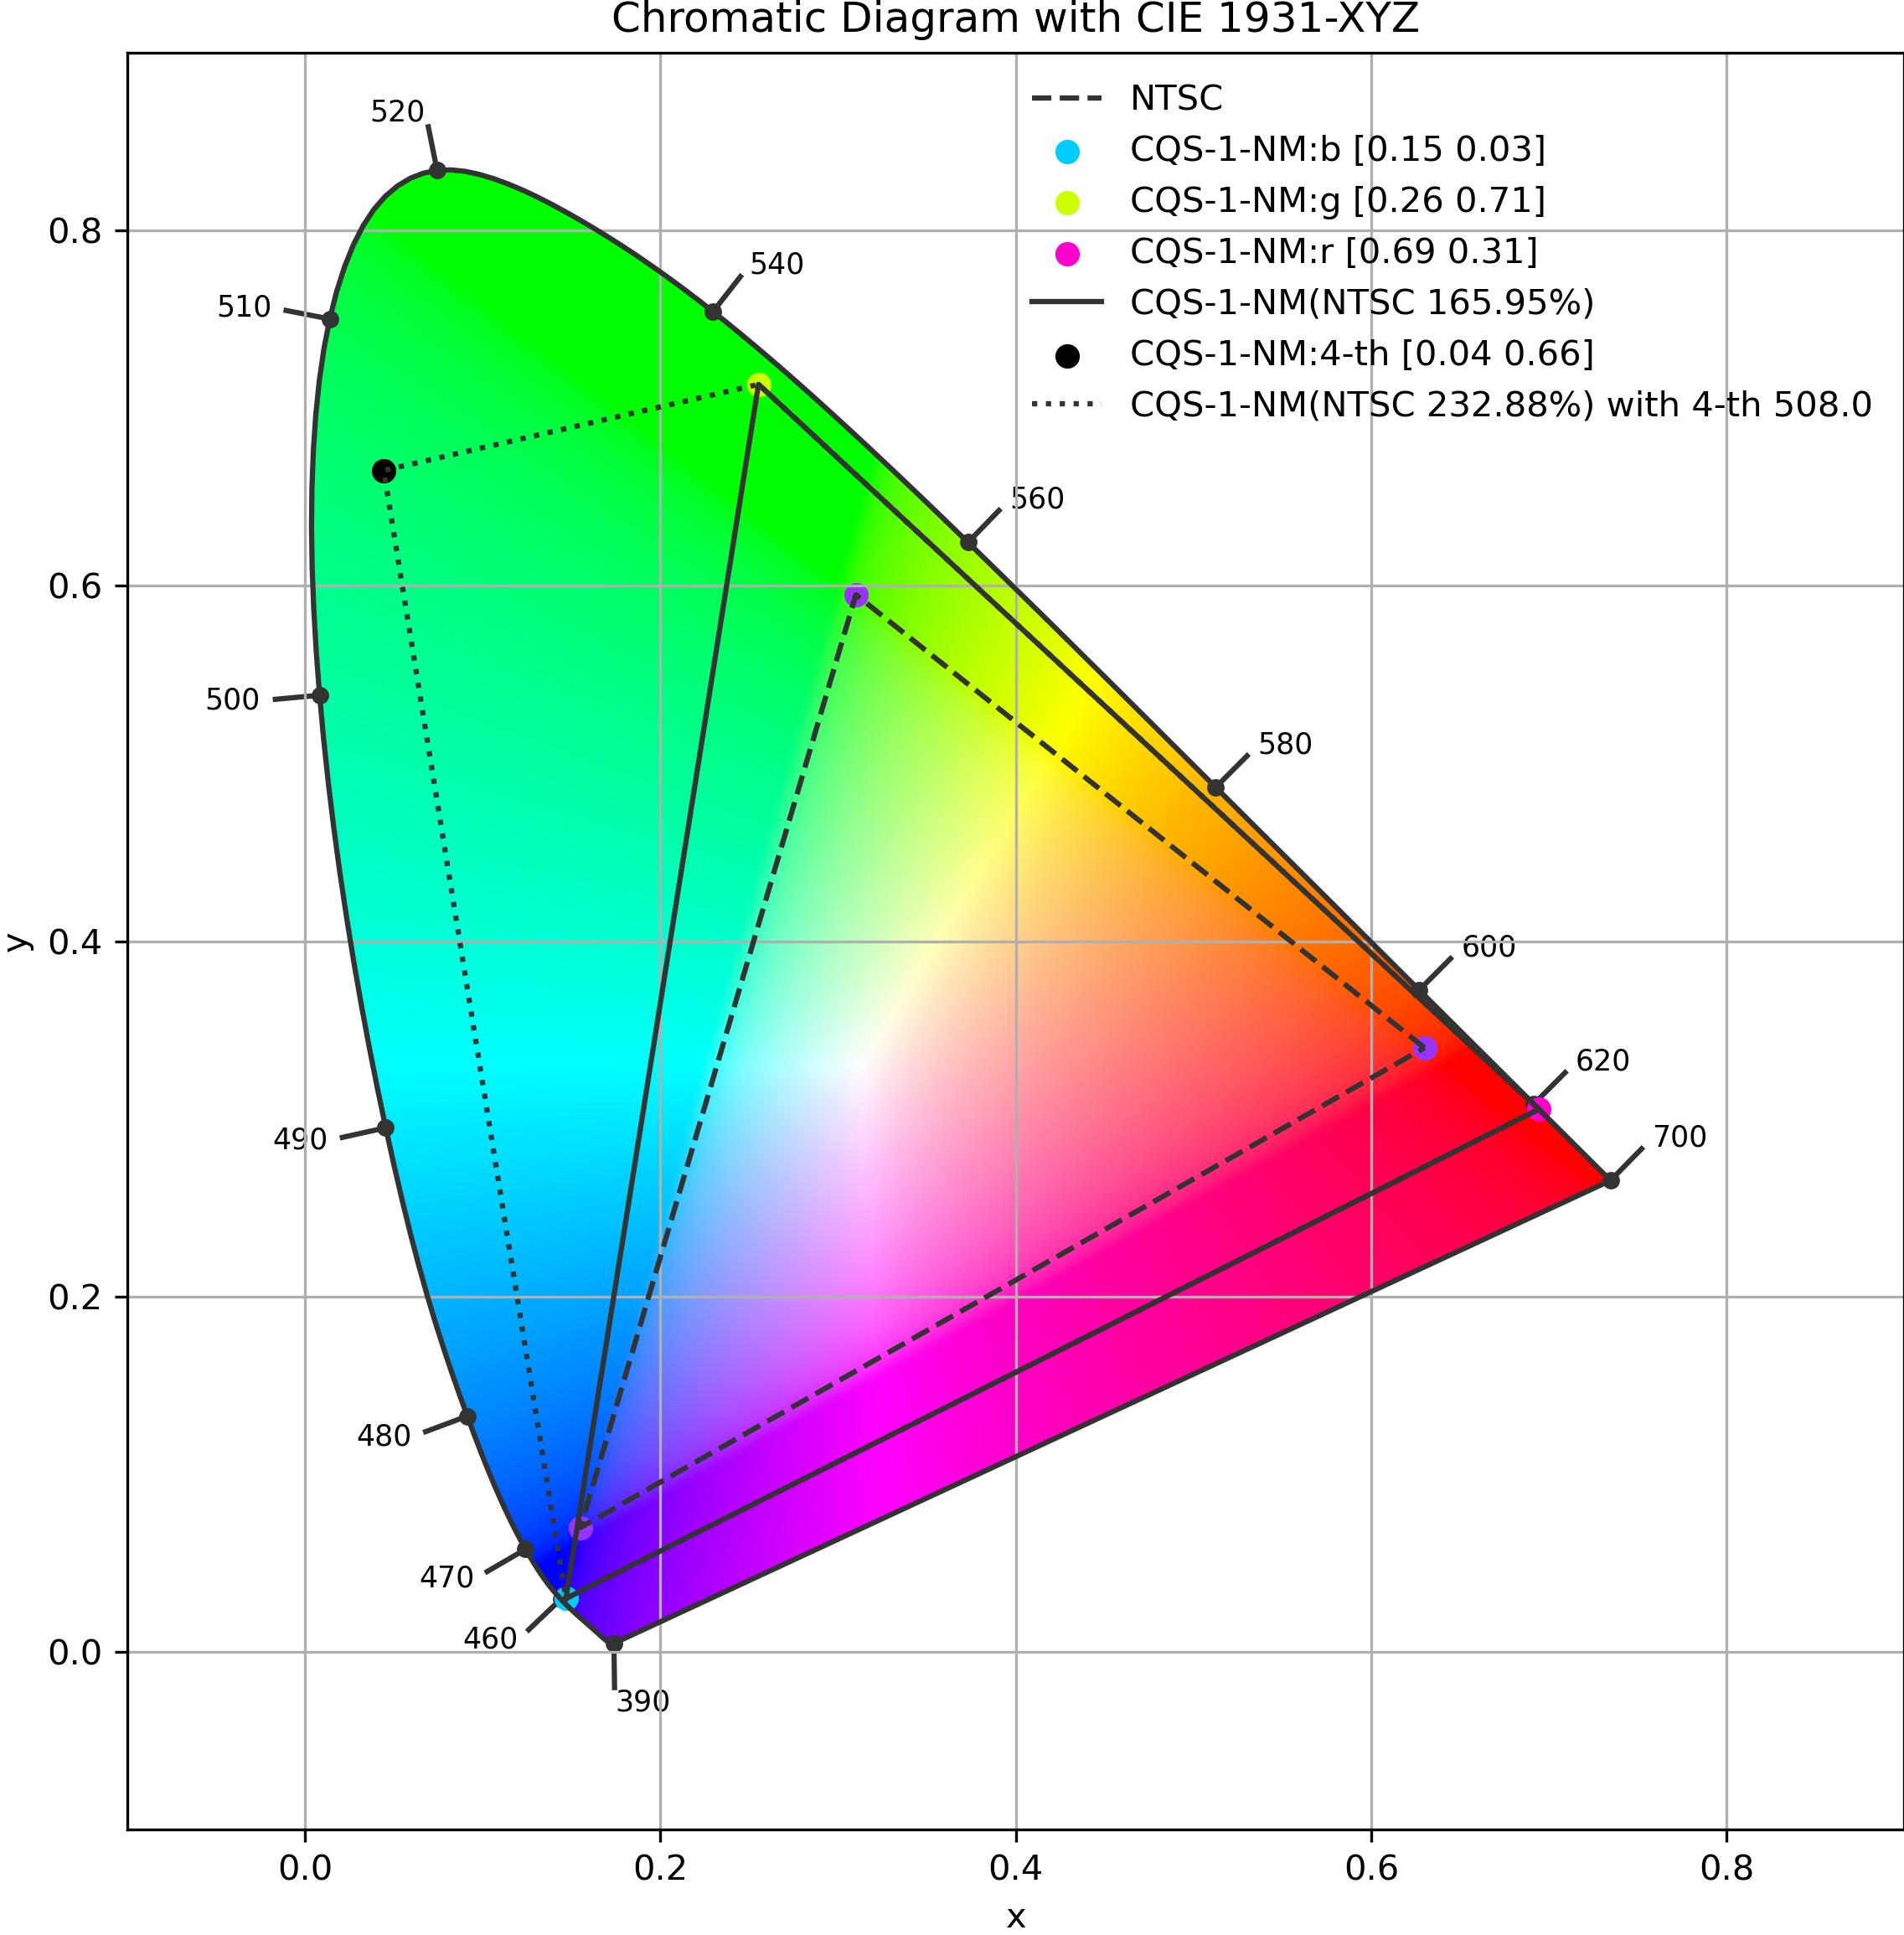 Chromatic Diagram with CIE 1931-XYZ
NTSC
CQS-1-NM:b [0.15 0.03]
CQS-1-NM:g [0.26 0.71]
CQS-1-NM:r [0.69 0.31]
CQS-1-NM(NTSC 165.95%)
CQS-1-NM:4-th [0.04 0.66]
CQS-1-NM(NTSC 232.88%) with 4-th 508.0
520
540
510
560
500
580
600
620
490
700
480
470
460
390
0.8
0.6
0.4
0.2
0.0
y
0.0
0.2
0.4
0.6
0.8
x